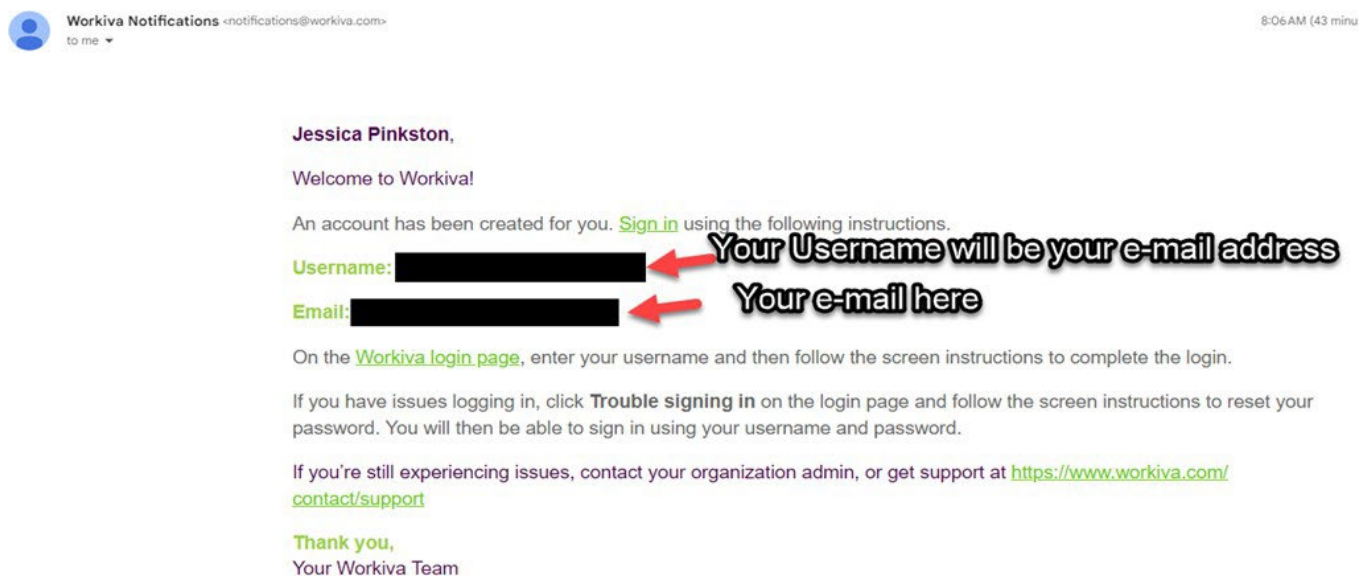 Workiva Notifications <notifications@workiva.com>
8:06 AM (43 minu
to me
Jessica Pinkston,
Welcome to Workiva!
An account has been created for you. Sign in using the following instructions.
Your Username will be your e-mail address
Username:
Your e-mail here
Email:
On the Workiva login page, enter your username and then follow the screen instructions to complete the login.
If you have issues logging in, click Trouble signing in on the login page and follow the screen instructions to reset your
password. You will then be able to sign in using your username and password.
If you’re still experiencing issues, contact your organization admin, or get support at https://www.workiva.com/
contact/support
Thank you,
Your Workiva Team